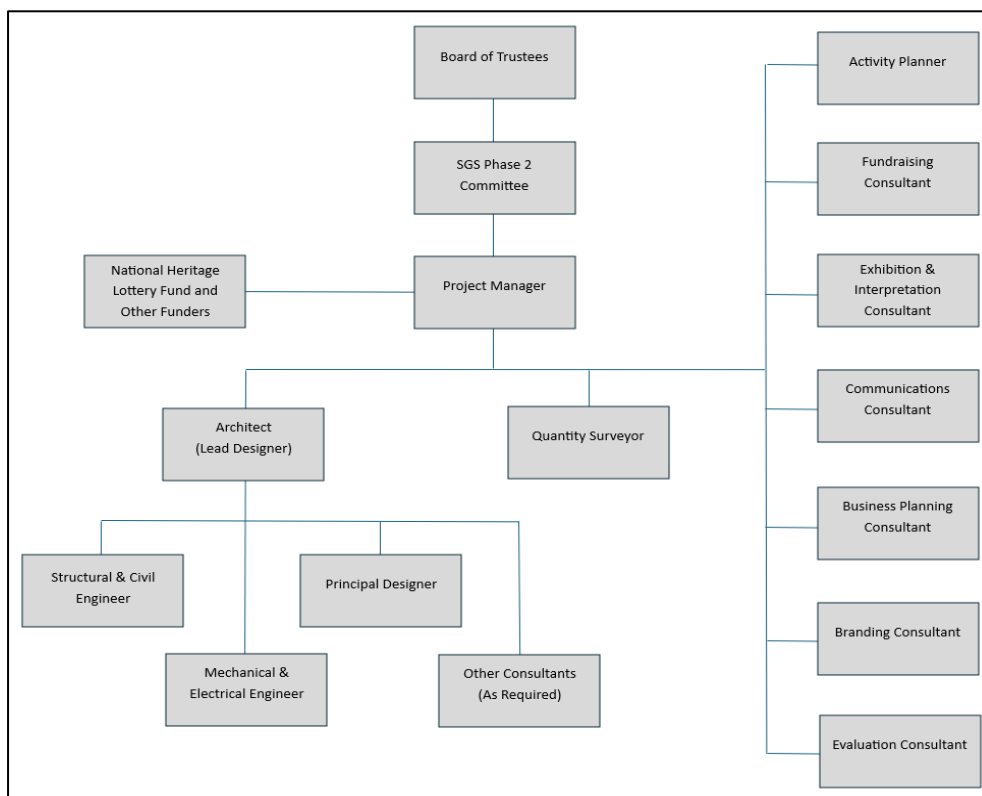 Board of Trustees
SGS Phase 2
Committee
National Heritage
Lottery Fund and
Other Funders
Project Manager
Architect
(Lead Designer)
Quantity Surveyor
Structural & Civil
Engineer
Principal Designer
Mechanical &
Electrical Engineer
Other Consultants
(As Required)
Activity Planner
Fundraising
Consultant
Exhibition &
Interpretation
Consultant
Communications
Consultant
Business Planning
Consultant
Branding Consultant
Evaluation Consultant